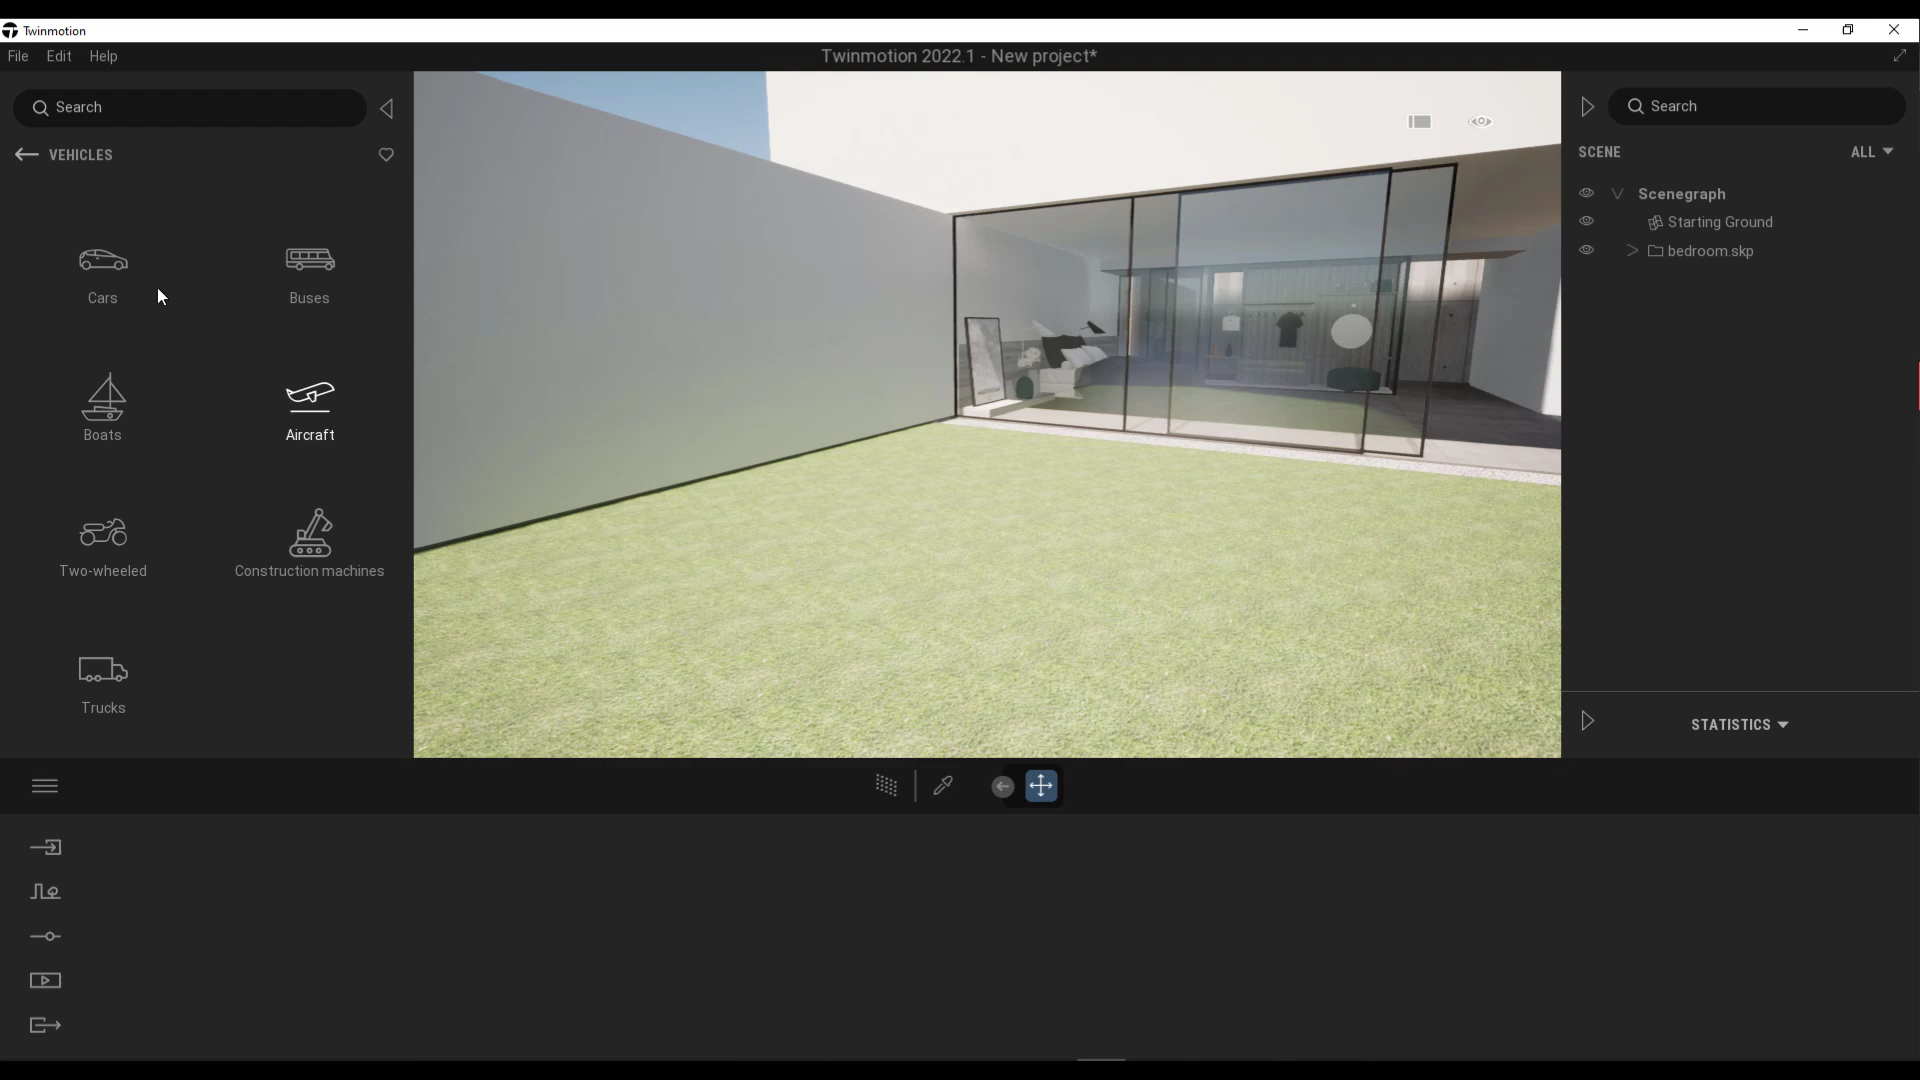 Twinmotion
File Edit Help
Twinmotion 2022.1 - New project*
Search
VEHICLES
Cars
Buses
Boats
Aircraft
Two-wheeled
Construction machines
Trucks
Search
SCENE
ALL
Scenegraph
Starting Ground
bedroom.skp
STATISTICS